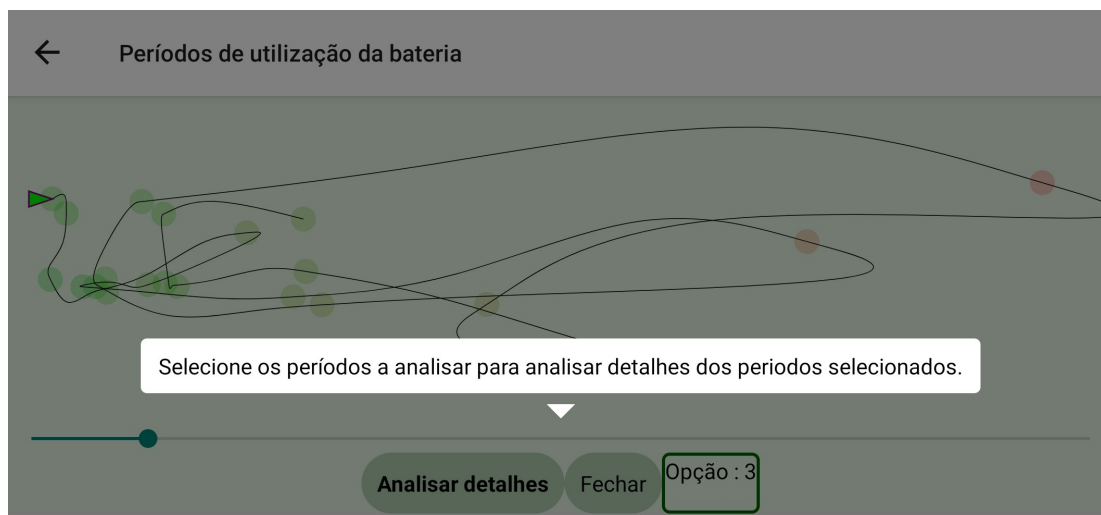 Períodos de utilização da bateria
Selecione os períodos a analisar para analisar detalhes dos periodos selecionados.
Analisar detalhes
Fechar
Opção : 3